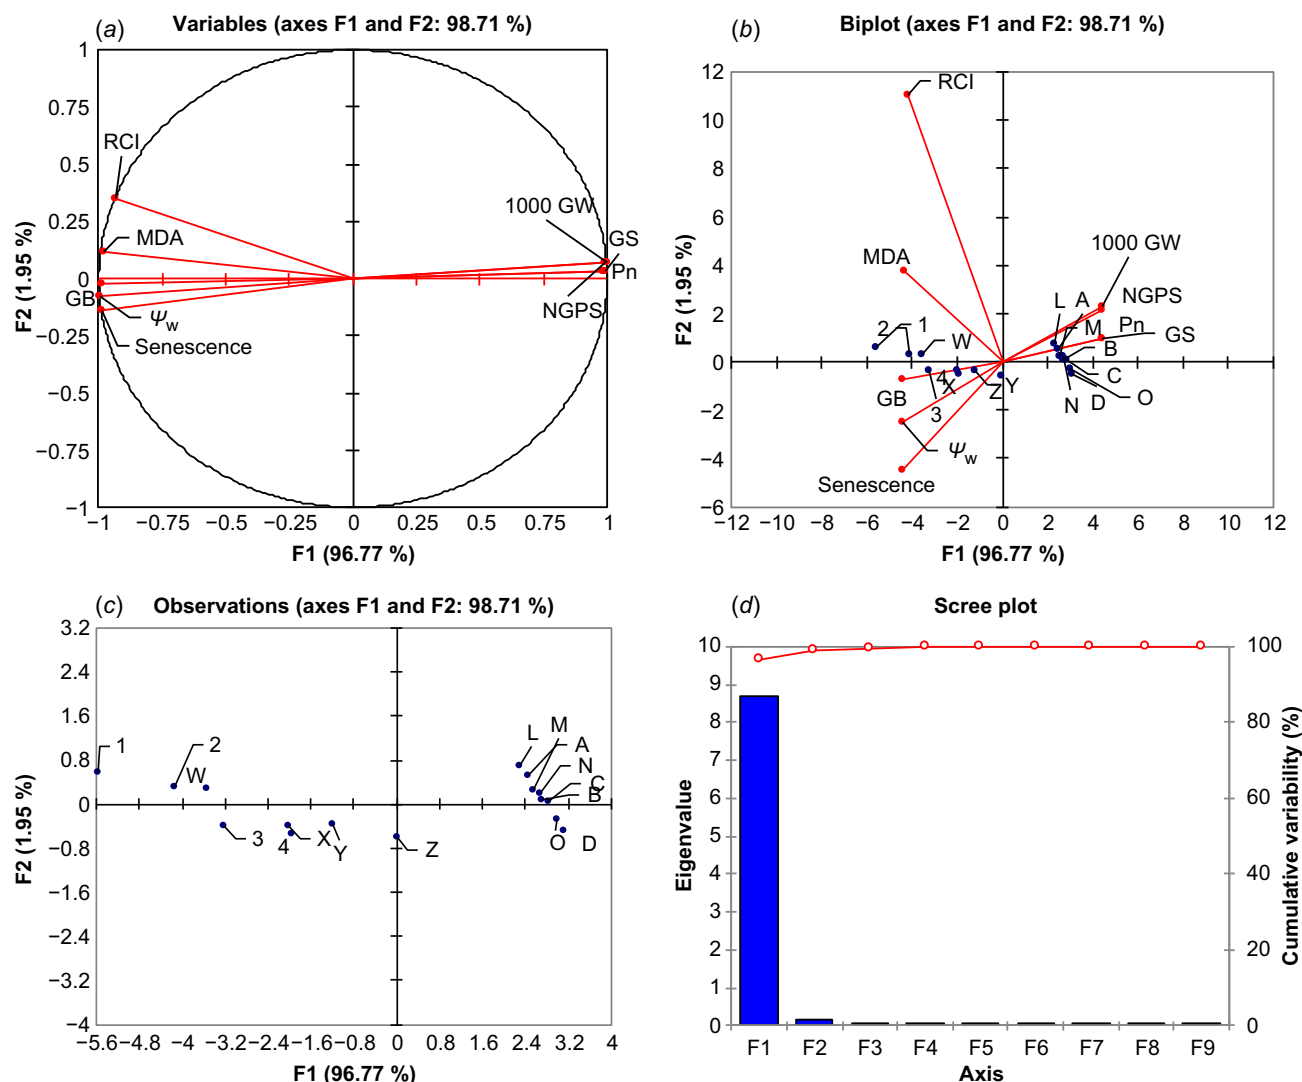 (a) Variables (axes F1 and F2: 98.71 %)
1
0.75
0.5
0.25
0
−0.25
−0.5
−0.75
−1
F2 (1.95 %)
RCI
MDA
GB
Ψw
Senescence
1000 GW
GS
Pn
NGPS
−1 −0.75 −0.5 −0.25 0 0.25 0.5 0.75 1
F1 (96.77 %)
(b) Biplot (axes F1 and F2: 98.71 %)
12
10
8
6
4
2
0
−2
−4
−6
F2 (1.95 %)
RCI
MDA
1000 GW
L A NGPS
M Pn GS
2 1 W B
4 X Z Y C
GB 3 N D O
Ψw
Senescence
−12 −10 −8 −6 −4 −2 0 2 4 6 8 10 12
F1 (96.77 %)
(c) Observations (axes F1 and F2: 98.71 %)
3.2
2.4
1.6
0.8
0
−0.8
−1.6
−2.4
−3.2
−4
F2 (1.95 %)
1 2 L M A
W N
C
B
3 4 X Y Z O D
−5.6 −4.8 −4 −3.2 −2.4 −1.6 −0.8 0 0.8 1.6 2.4 3.2 4
F1 (96.77 %)
(d) Scree plot
10
9
8
7
6
5
4
3
2
1
0
Eigenvalue
100
80
60
40
20
0
Cumulative variability (%)
F1 F2 F3 F4 F5 F6 F7 F8 F9
Axis